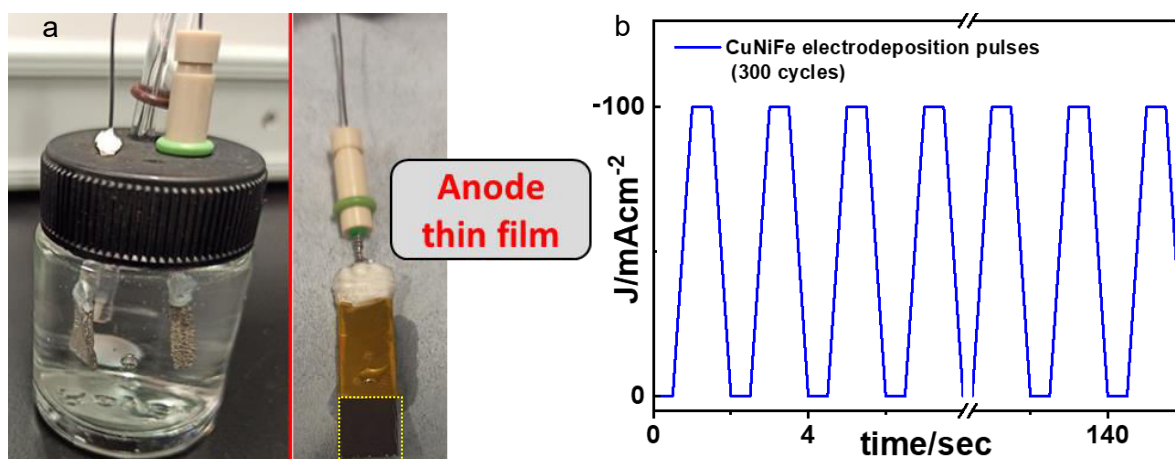 a
Anode
thin film
b
CuNiFe electrodeposition pulses
(300 cycles)
-100
0
J/mAcm-2
0
4
140
time/sec